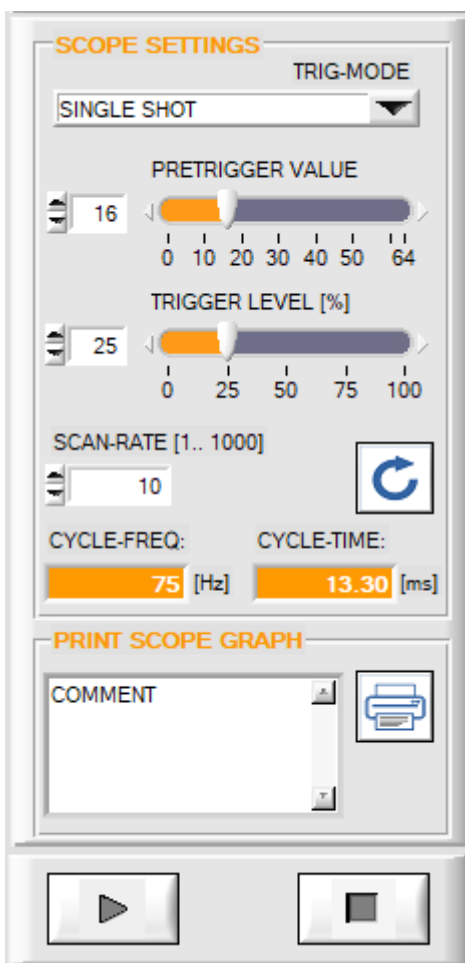 SCOPE SETTINGS
TRIG-MODE
SINGLE SHOT
PRETRIGGER VALUE
16
0 10 20 30 40 50 64
TRIGGER LEVEL [%]
25
0 25 50 75 100
SCAN-RATE [1.. 1000]
10
CYCLE-FREQ: CYCLE-TIME:
75 [Hz] 13.30 [ms]
PRINT SCOPE GRAPH
COMMENT